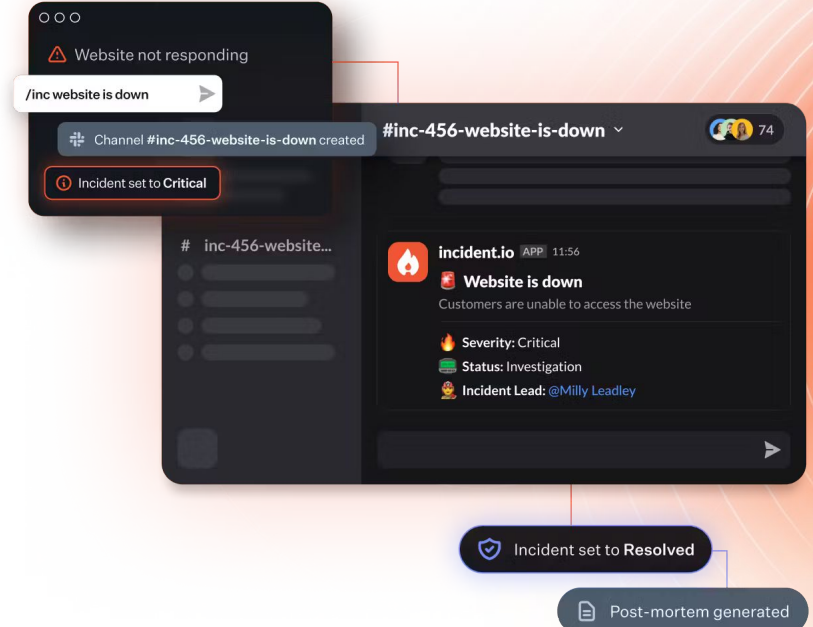 Website not responding
/inc website is down
Channel #inc-456-website-is-down created
Incident set to Critical
#inc-456-website-is-down
74
# inc-456-website...
incident.io APP 11:56
Website is down
Customers are unable to access the website
Severity: Critical
Status: Investigation
Incident Lead: @Milly Leadley
Incident set to Resolved
Post-mortem generated